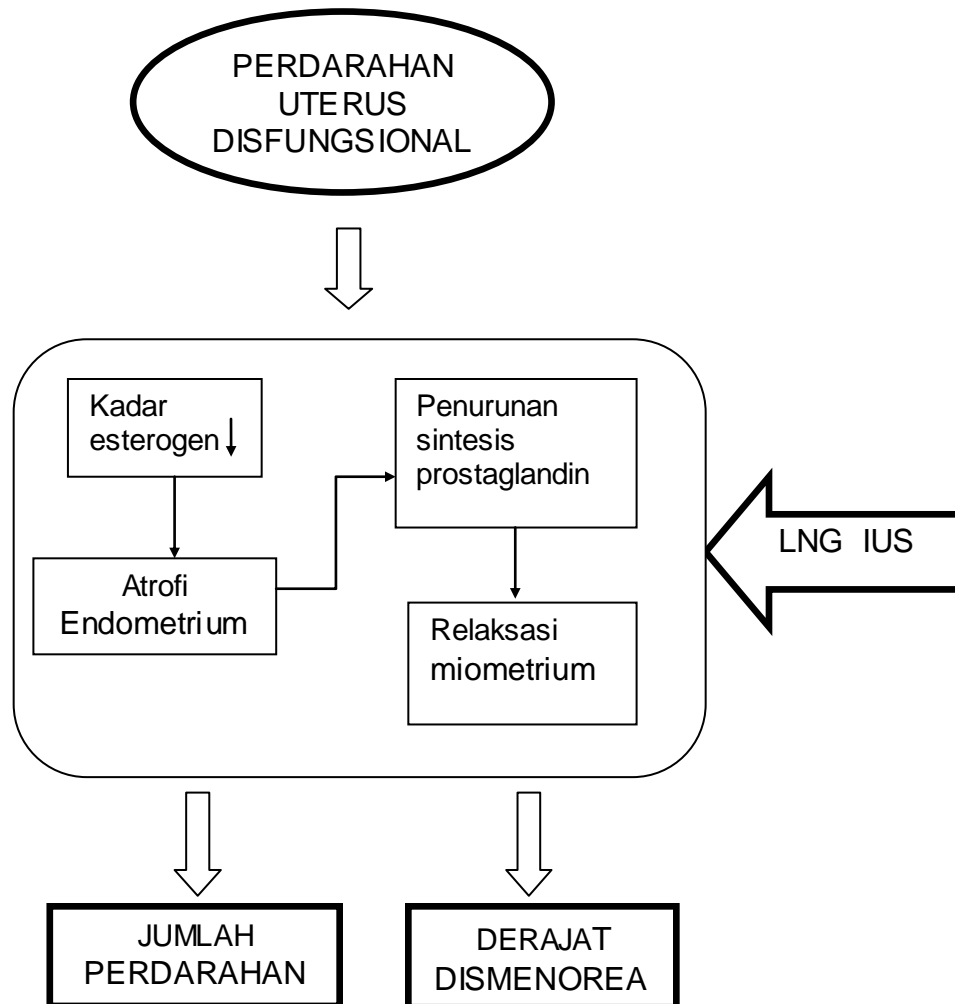 PERDARAHAN
UTERUS
DISFUNGSIONAL
Kadar
esterogen
Penurunan
sintesis
prostaglandin
LNG IUS
Atrofi
Endometrium
Relaksasi
miometrium
JUMLAH
PERDARAHAN
DERAJAT
DISMENOREA